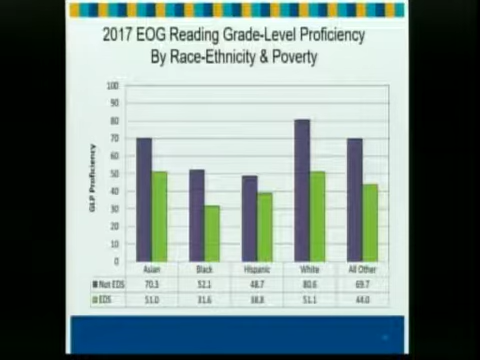 2017 EOG Reading Grade-Level Proficiency
By Race-Ethnicity & Poverty
100
90
80
70
60
50
40
30
20
10
0
GLP Proficiency
Asian Black Hispanic White All Other
Not EDS 70.3 52.1 48.7 80.6 69.7
EDS 51.0 31.6 38.8 51.1 44.0